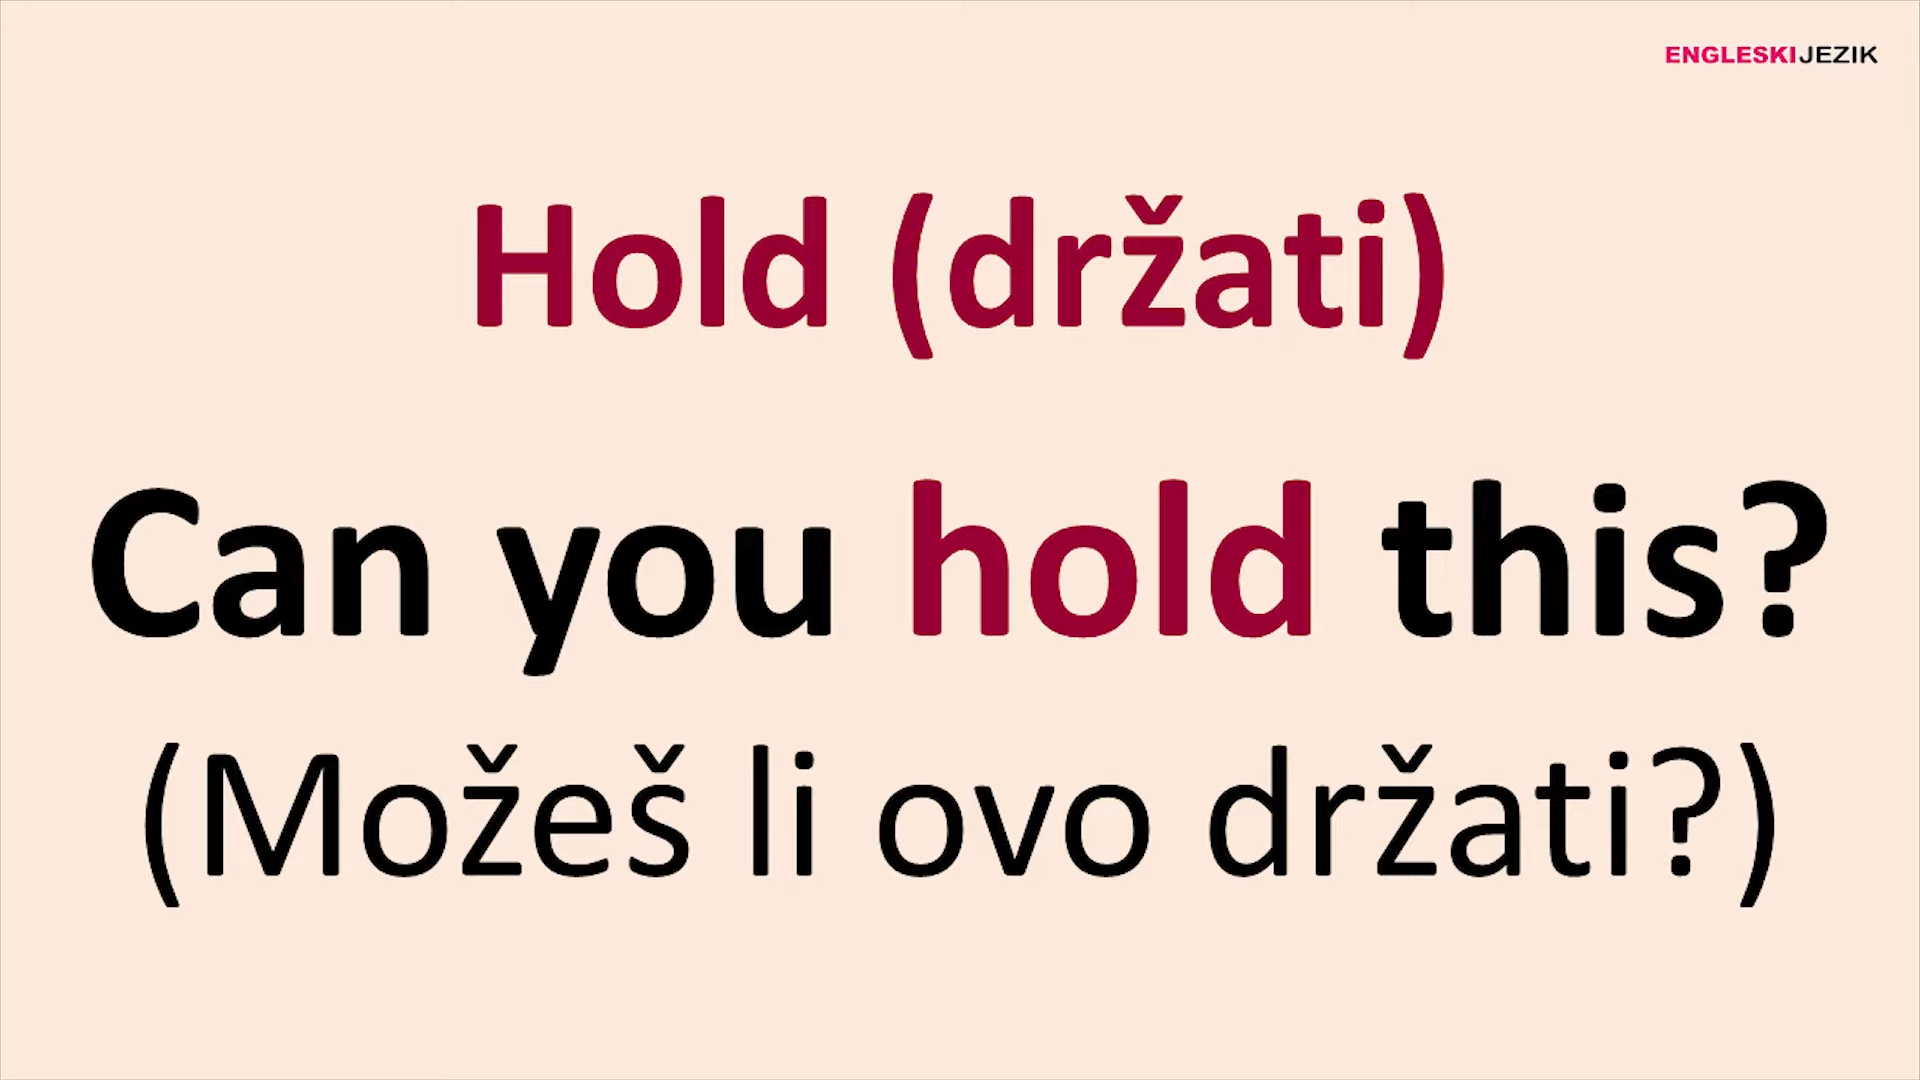 ENGLESKIJEZIK
Hold (držati)
Can you hold this?
(Možeš li ovo držati?)